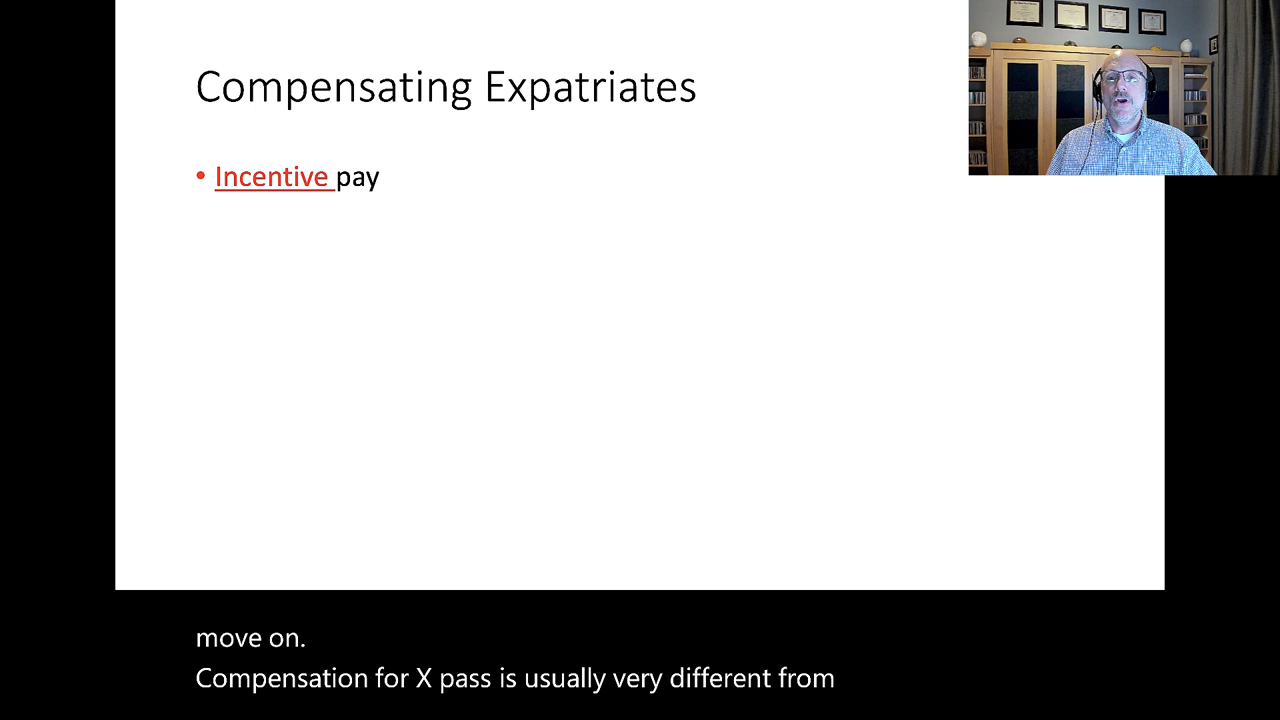 Compensating Expatriates
• Incentive pay
move on.
Compensation for X pass is usually very different from